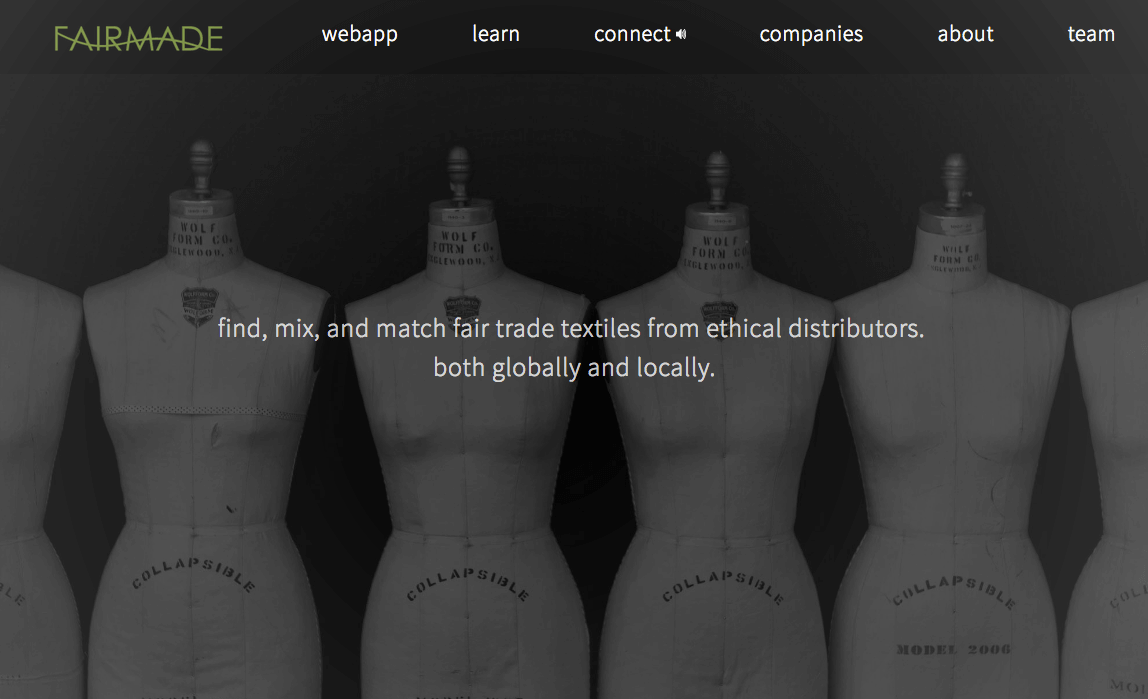 FAIRMADE
webapp
learn
connect
companies
about
team
WOLF
FORM CO.
ENGLEWOOD, N.J.
WOLF
FORM CO.
ENGLEWOOD, N.J.
WOLF
FORM CO.
ENGLEWOOD, N.J.
WOLF
FORM CO.
ENGLEWOOD, N.J.
find, mix, and match fair trade textiles from ethical distributors.
both globally and locally.
COLLAPSIBLE
COLLAPSIBLE
COLLAPSIBLE
COLLAPSIBLE
MODEL 2006